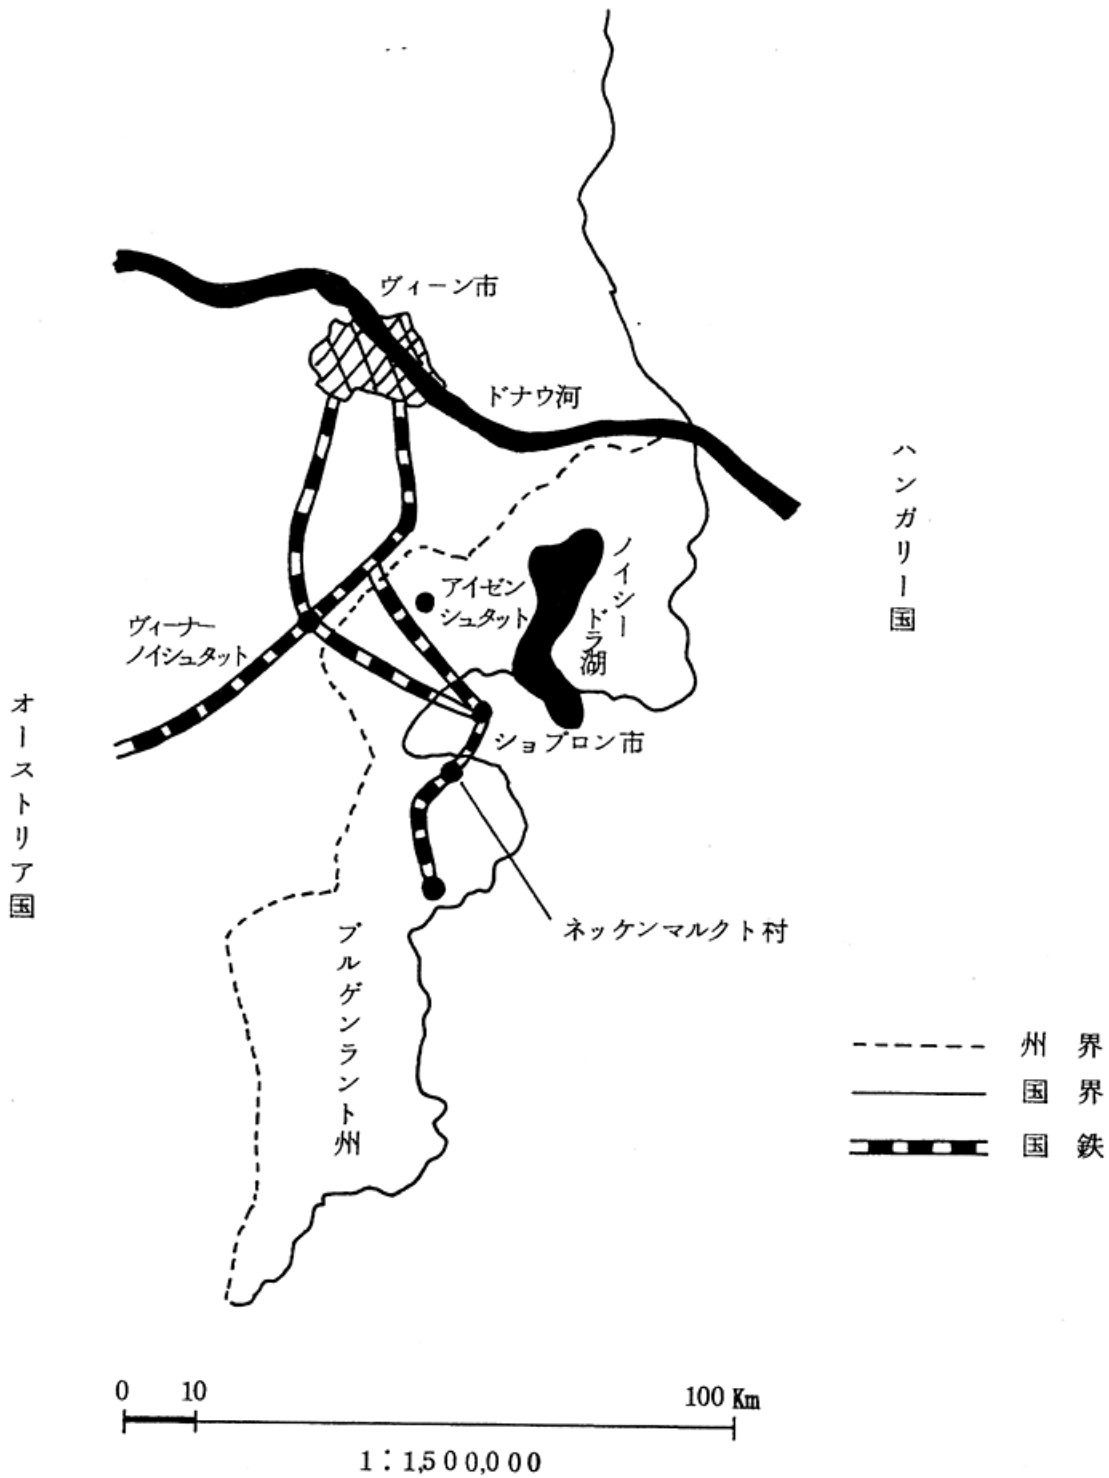 ヴィーン市
ドナウ河
ハンガリー国
ノイシードラ湖
アイゼン
シュタット
ヴィーナー
ノイシュタット
オーストリア国
ショプロン市
ネッケンマルクト村
ブルゲンラント州
州界
国界
国鉄
0 10 100 Km
1:1,500,000